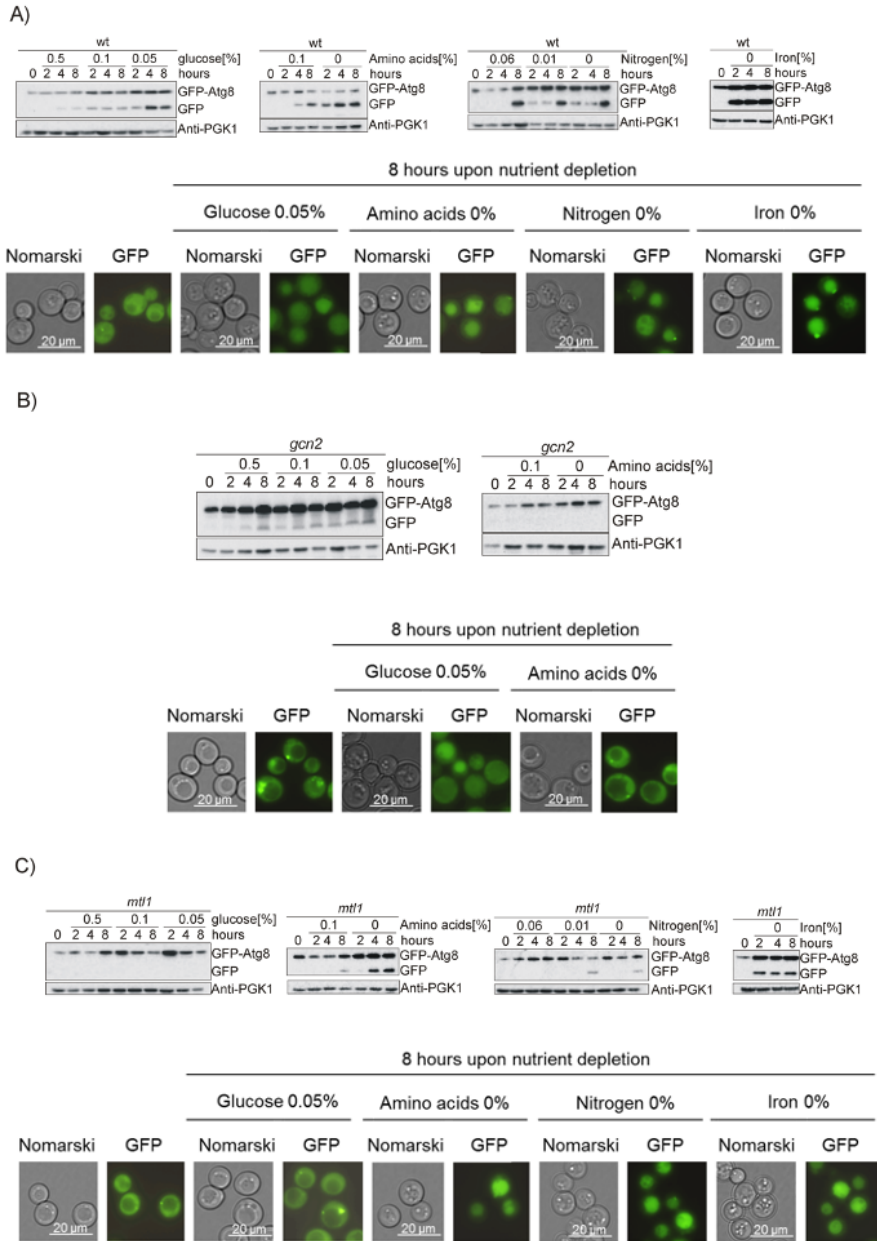 A)
wt
0.5 0.1 0.05 glucose[%]
0 2 4 8 2 4 8 2 4 8 hours
GFP-Atg8
GFP
Anti-PGK1
wt
0.1 0 Amino acids[%]
0 2 4 8 2 4 8 hours
GFP-Atg8
GFP
Anti-PGK1
wt
0.06 0.01 0 Nitrogen[%]
0 2 4 8 2 4 8 2 4 8 hours
GFP-Atg8
GFP
Anti-PGK1
wt
0 Iron[%]
0 2 4 8 hours
GFP-Atg8
GFP
Anti-PGK1
8 hours upon nutrient depletion
Glucose 0.05% Amino acids 0% Nitrogen 0% Iron 0%
Nomarski GFP Nomarski GFP Nomarski GFP Nomarski GFP Nomarski GFP
20 µm 20 µm 20 µm 20 µm 20 µm
B)
gcn2
0.5 0.1 0.05 glucose[%]
0 2 4 8 2 4 8 2 4 8 hours
GFP-Atg8
GFP
Anti-PGK1
gcn2
0.1 0 Amino acids[%]
0 2 4 8 2 4 8 hours
GFP-Atg8
GFP
Anti-PGK1
8 hours upon nutrient depletion
Glucose 0.05% Amino acids 0%
Nomarski GFP Nomarski GFP Nomarski GFP
20 µm 20 µm 20 µm
C)
mtl1
0.5 0.1 0.05 glucose[%]
0 2 4 8 2 4 8 2 4 8 hours
GFP-Atg8
GFP
Anti-PGK1
mtl1
0.1 0 Amino acids[%]
0 2 4 8 2 4 8 hours
GFP-Atg8
GFP
Anti-PGK1
mtl1
0.06 0.01 0 Nitrogen[%]
0 2 4 8 2 4 8 2 4 8 hours
GFP-Atg8
GFP
Anti-PGK1
mtl1
0 Iron[%]
0 2 4 8 hours
GFP-Atg8
GFP
Anti-PGK1
8 hours upon nutrient depletion
Glucose 0.05% Amino acids 0% Nitrogen 0% Iron 0%
Nomarski GFP Nomarski GFP Nomarski GFP Nomarski GFP Nomarski GFP
20 µm 20 µm 20 µm 20 µm 20 µm